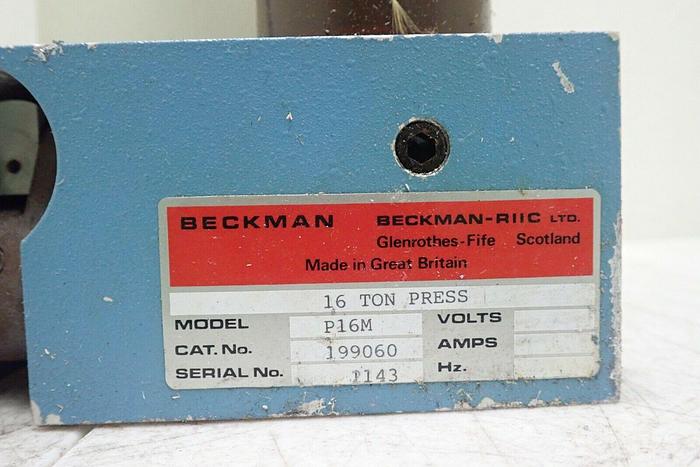 BECKMAN BECKMAN-RIIC LTD.
Glenrothes-Fife Scotland
Made in Great Britain
16 TON PRESS
MODEL P16M VOLTS
CAT. No. 199060 AMPS
SERIAL No. 1143 Hz.